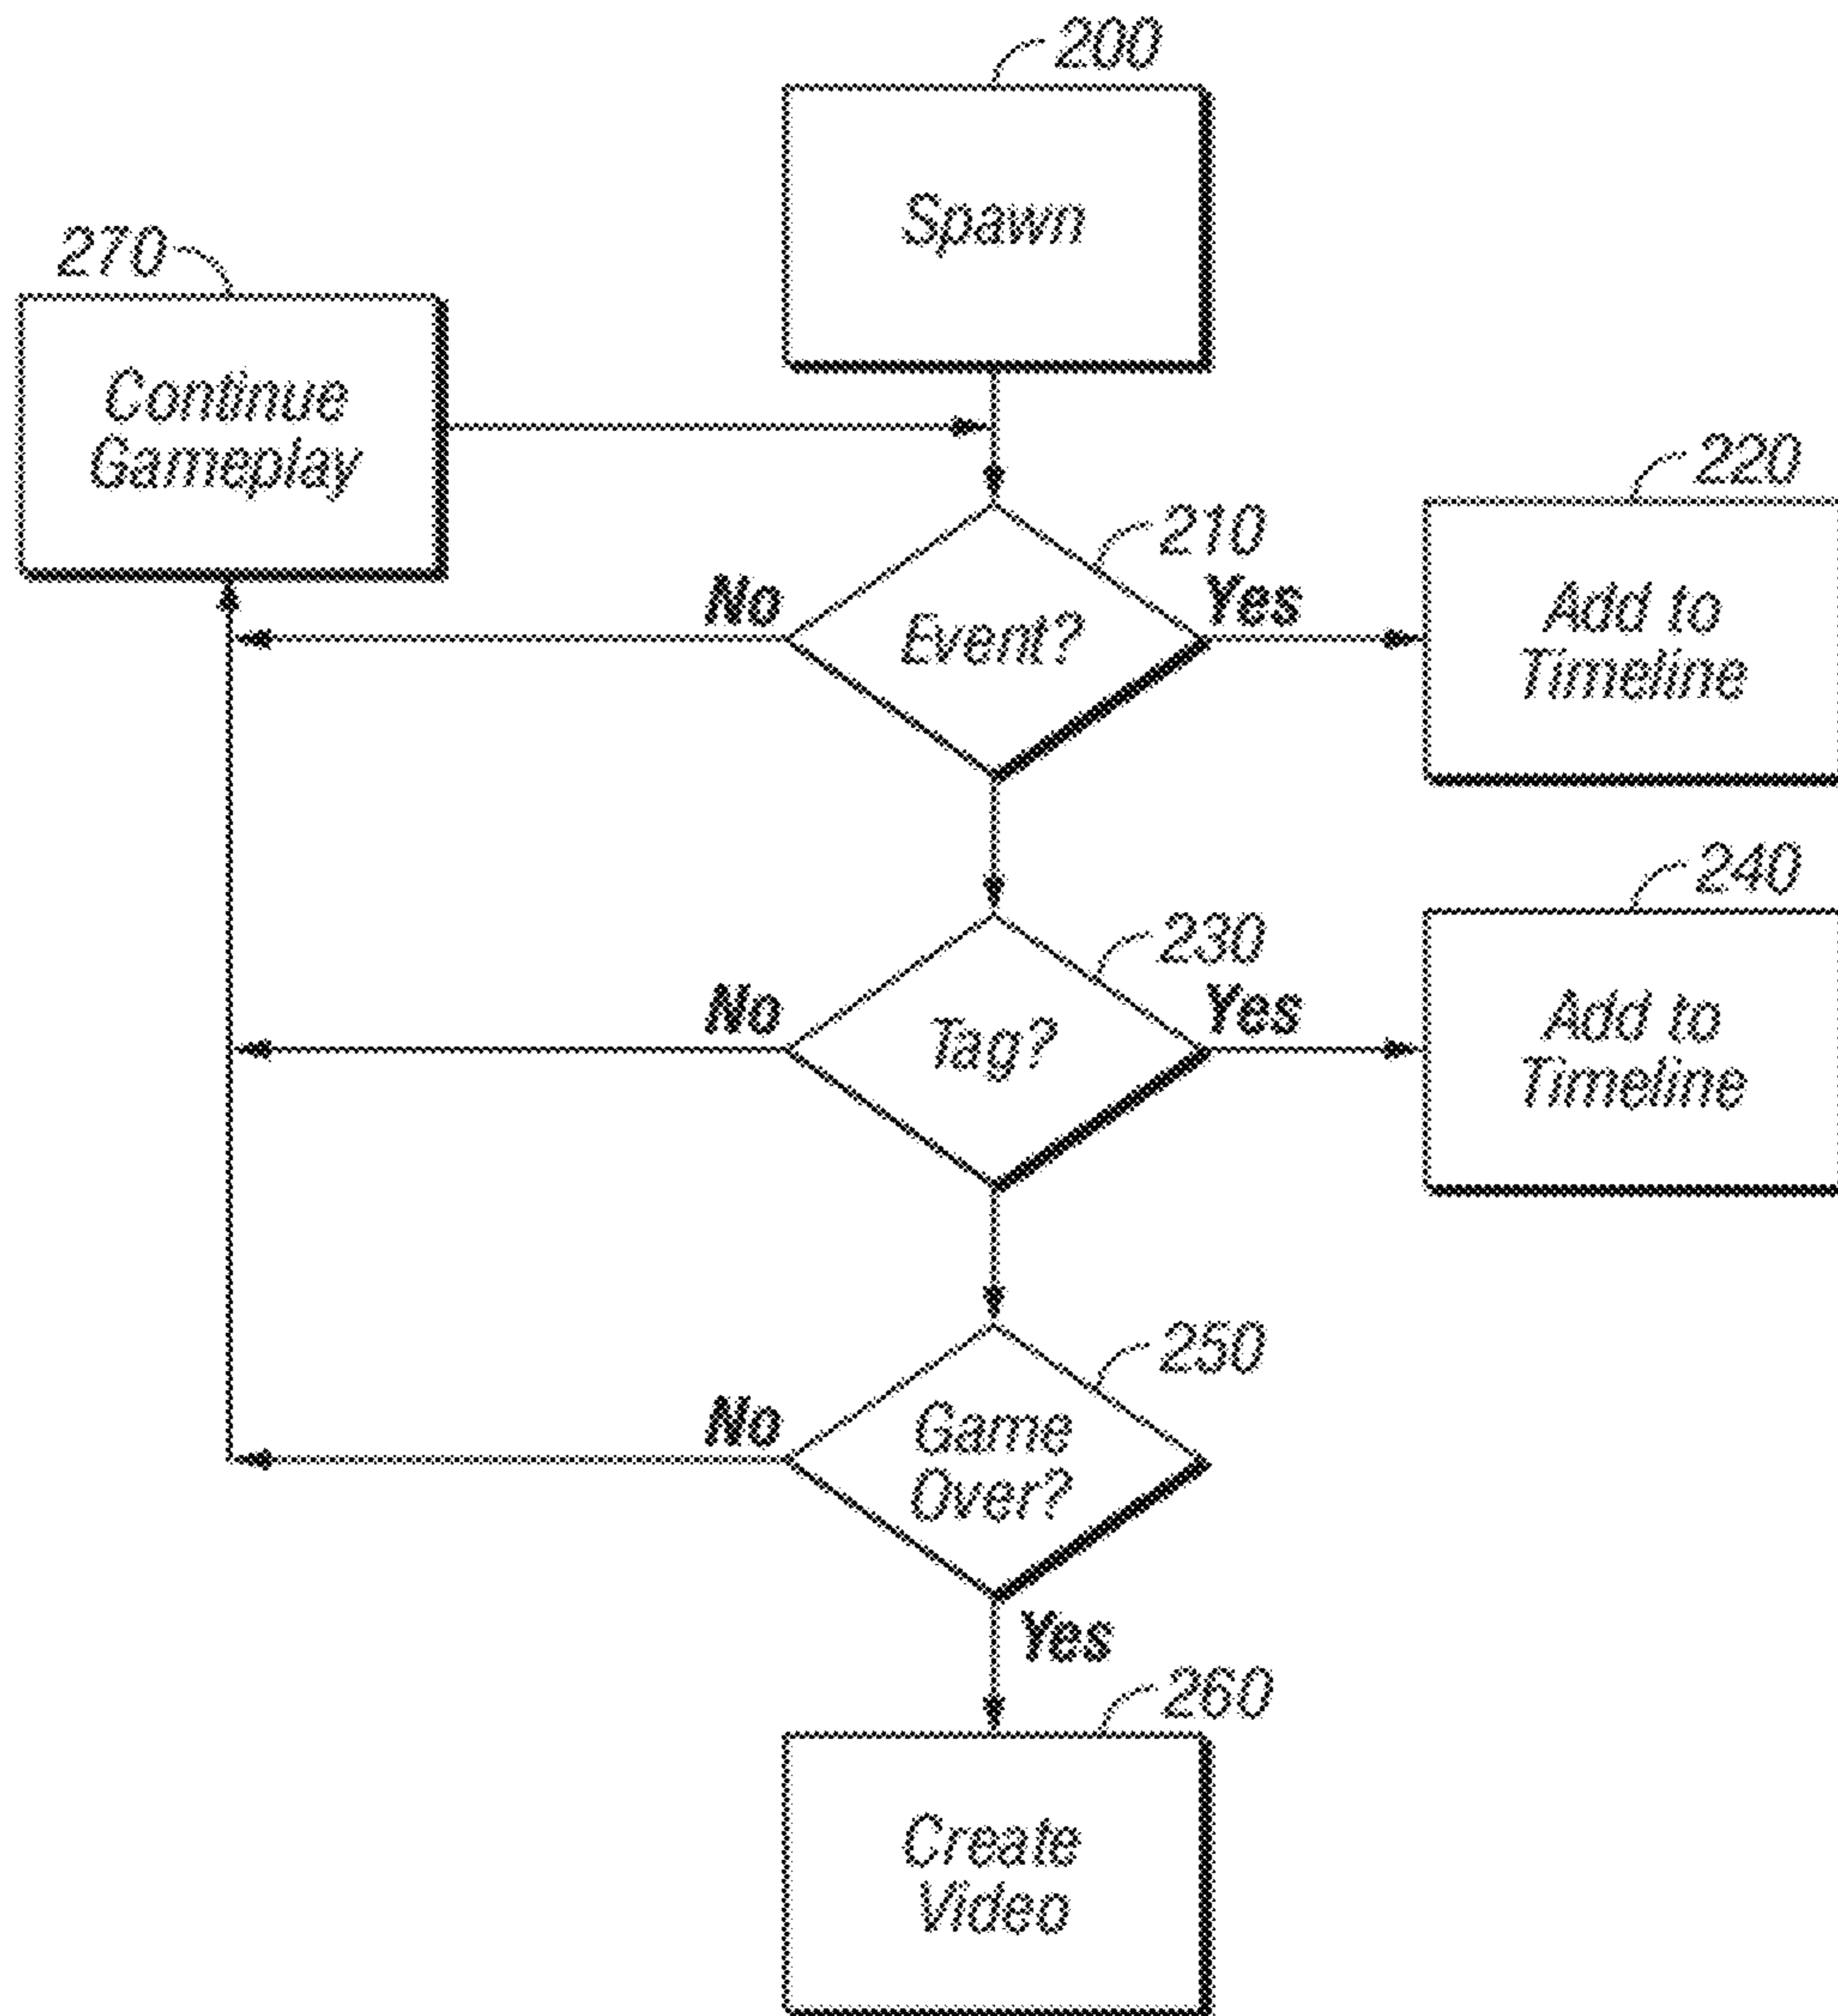 200
Spawn
270
Continue
Gameplay
220
210
No
Yes
Event?
Add to
Timeline
240
230
No
Yes
Tag?
Add to
Timeline
250
No
Game
Over?
Yes
260
Create
Video